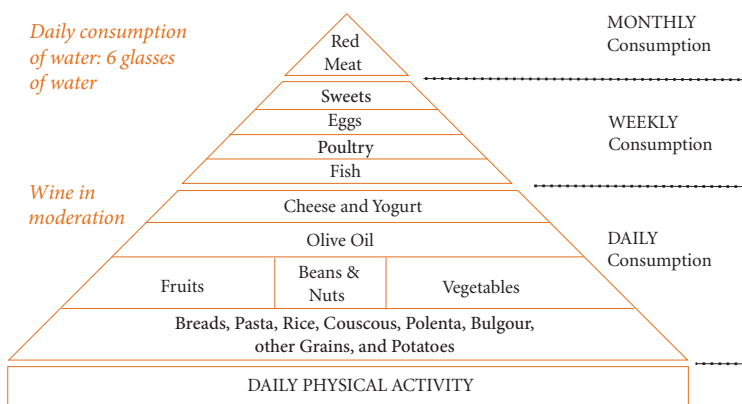 Daily consumption
of water: 6 glasses
of water
MONTHLY
Consumption
Red
Meat
Sweets
Eggs
Poultry
Fish
WEEKLY
Consumption
Wine in
moderation
Cheese and Yogurt
Olive Oil
Fruits
Beans &
Nuts
Vegetables
DAILY
Consumption
Breads, Pasta, Rice, Couscous, Polenta, Bulgour,
other Grains, and Potatoes
DAILY PHYSICAL ACTIVITY